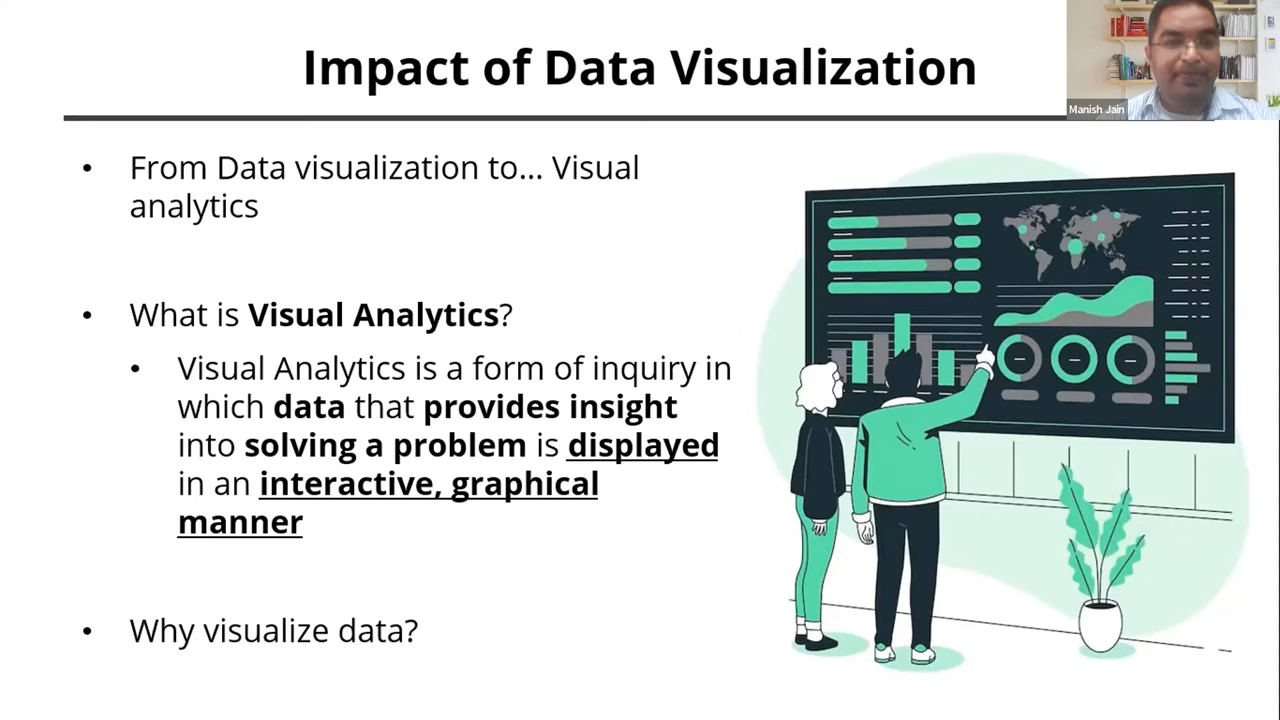 Impact of Data Visualization
Manish Jain
• From Data visualization to... Visual
analytics
• What is Visual Analytics?
• Visual Analytics is a form of inquiry in
which data that provides insight
into solving a problem is displayed
in an interactive, graphical
manner
• Why visualize data?